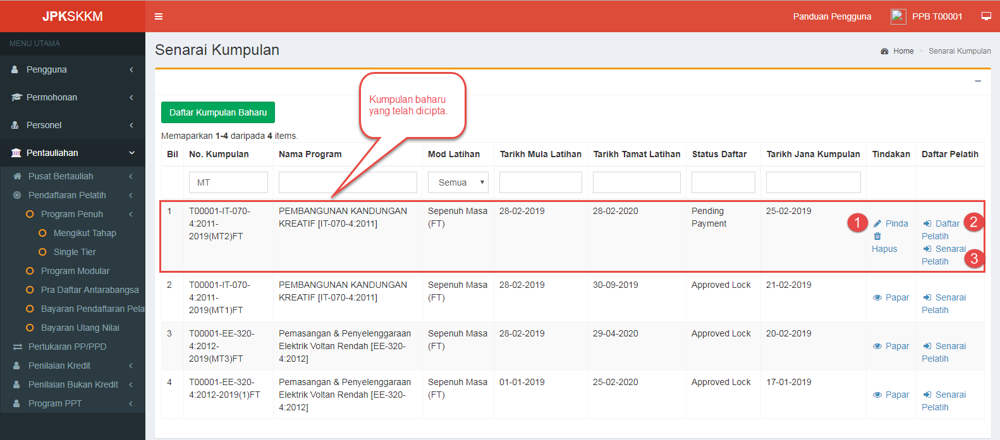 JPKSKKM
Panduan Pengguna
PPB T00001
MENU UTAMA
Pengguna
Permohonan
Personel
Pentauliahan
Pusat Bertauliah
Pendaftaran Pelatih
Program Penuh
Mengikut Tahap
Single Tier
Program Modular
Pra Daftar Antarabangsa
Bayaran Pendaftaran Pela
Bayaran Ulang Nilai
Pertukaran PP/PPD
Penilaian Kredit
Penilaian Bukan Kredit
Program PPT
Senarai Kumpulan
Home > Senarai Kumpulan
Kumpulan baharu
yang telah dicipta.
Daftar Kumpulan Baharu
Memaparkan 1-4 daripada 4 items.
Bil No. Kumpulan Nama Program Mod Latihan Tarikh Mula Latihan Tarikh Tamat Latihan Status Daftar Tarikh Jana Kumpulan Tindakan Daftar Pelatih
MT Semua
1 T00001-IT-070- PEMBANGUNAN KANDUNGAN Sepenuh Masa 28-02-2019 28-02-2020 Pending 25-02-2019
4:2011- KREATIF [IT-070-4:2011] (FT) Payment 1 Pinda Daftar 2
2019(MT2)FT Pelatih
Hapus Senarai
Pelatih 3
2 T00001-IT-070- PEMBANGUNAN KANDUNGAN Sepenuh Masa 28-02-2019 30-09-2019 Approved Lock 21-02-2019
4:2011- KREATIF [IT-070-4:2011] (FT) Papar Senarai
2019(MT1)FT Pelatih
3 T00001-EE-320- Pemasangan & Penyelenggaraan Sepenuh Masa 28-02-2019 29-04-2020 Approved Lock 20-02-2019
4:2012- Elektrik Voltan Rendah [EE-320- (FT) Papar Senarai
2019(MT3)FT 4:2012] Pelatih
4 T00001-EE-320- Pemasangan & Penyelenggaraan Sepenuh Masa 01-01-2019 25-02-2020 Approved Lock 17-01-2019
4:2012-2019(1)FT Elektrik Voltan Rendah [EE-320- (FT) Papar Senarai
4:2012] Pelatih